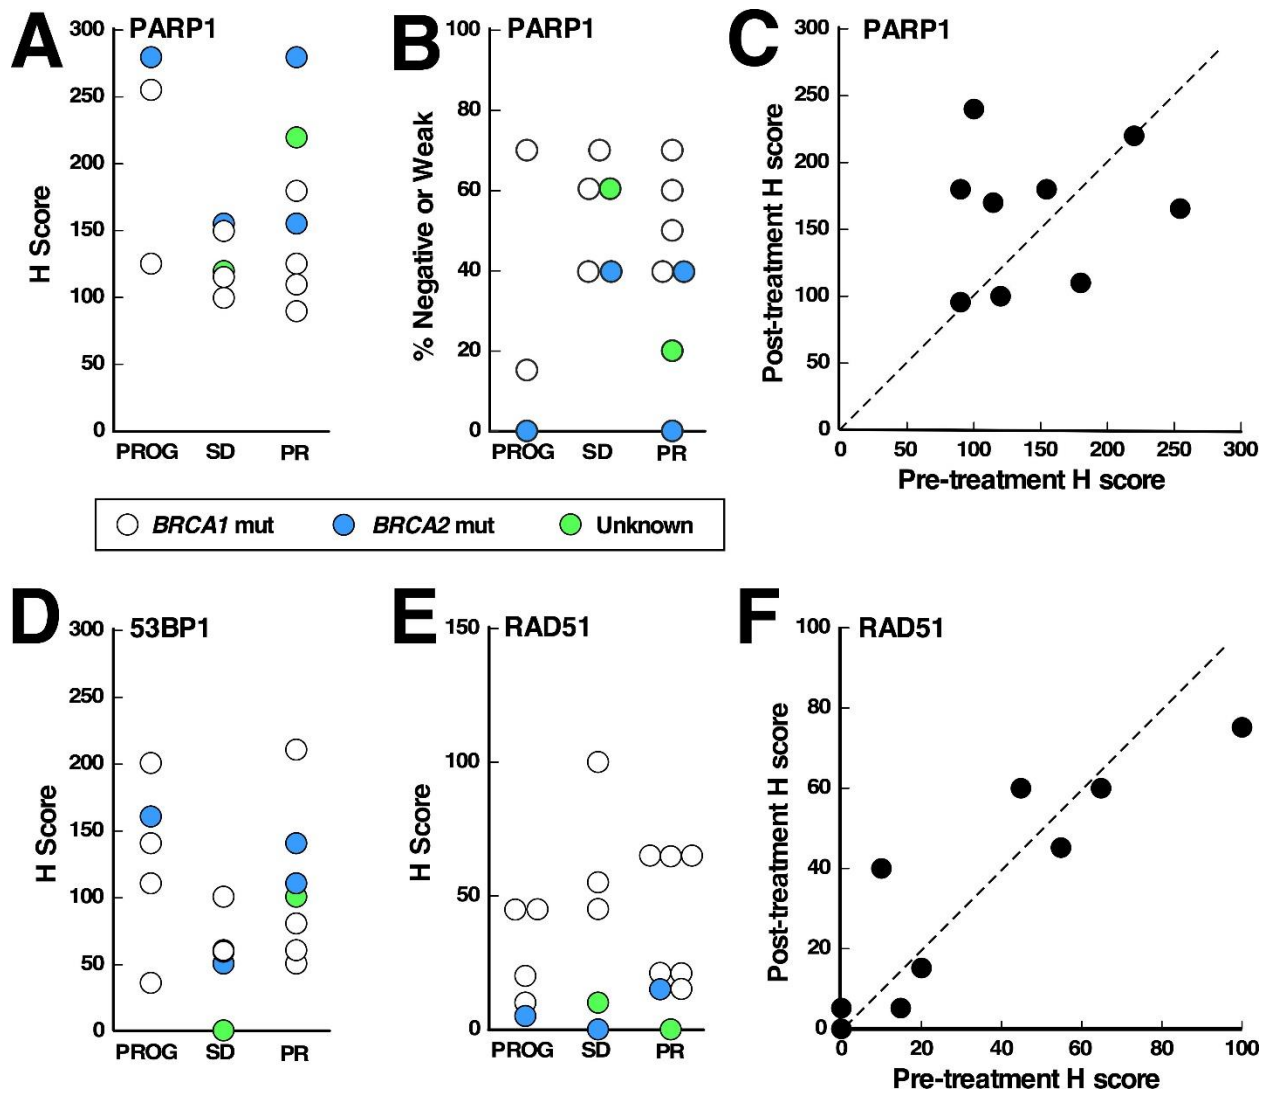 A
PARP1
300
250
200
150
100
50
0
H Score
PROG SD PR
B
PARP1
100
80
60
40
20
0
% Negative or Weak
PROG SD PR
C
PARP1
300
250
200
150
100
50
0
Post-treatment H score
0 50 100 150 200 250 300
Pre-treatment H score
BRCA1 mut BRCA2 mut Unknown
D
53BP1
300
250
200
150
100
50
0
H Score
PROG SD PR
E
RAD51
150
100
50
0
H Score
PROG SD PR
F
RAD51
100
80
60
40
20
0
Post-treatment H score
0 20 40 60 80 100
Pre-treatment H score